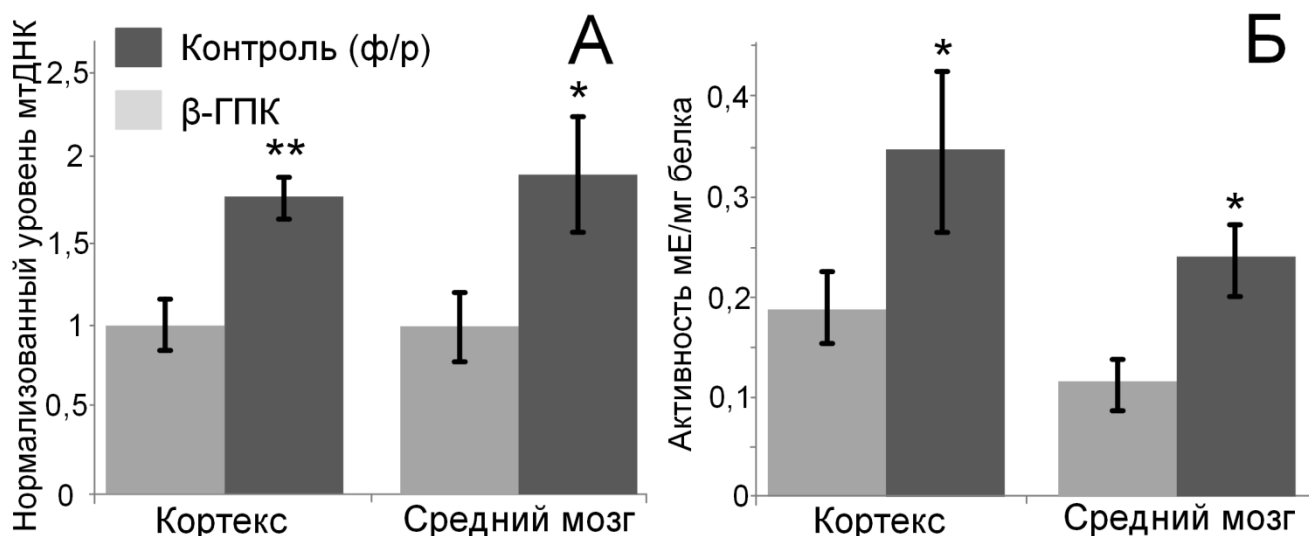 Нормализованный уровень мтДНК
Контроль (ф/р)
β-ГПК
А
2,5
2
1,5
1
0,5
0
**
*
Кортекс
Средний мозг
Б
Активность мЕ/мг белка
0,4
0,3
0,2
0,1
0
*
*
Кортекс
Средний мозг